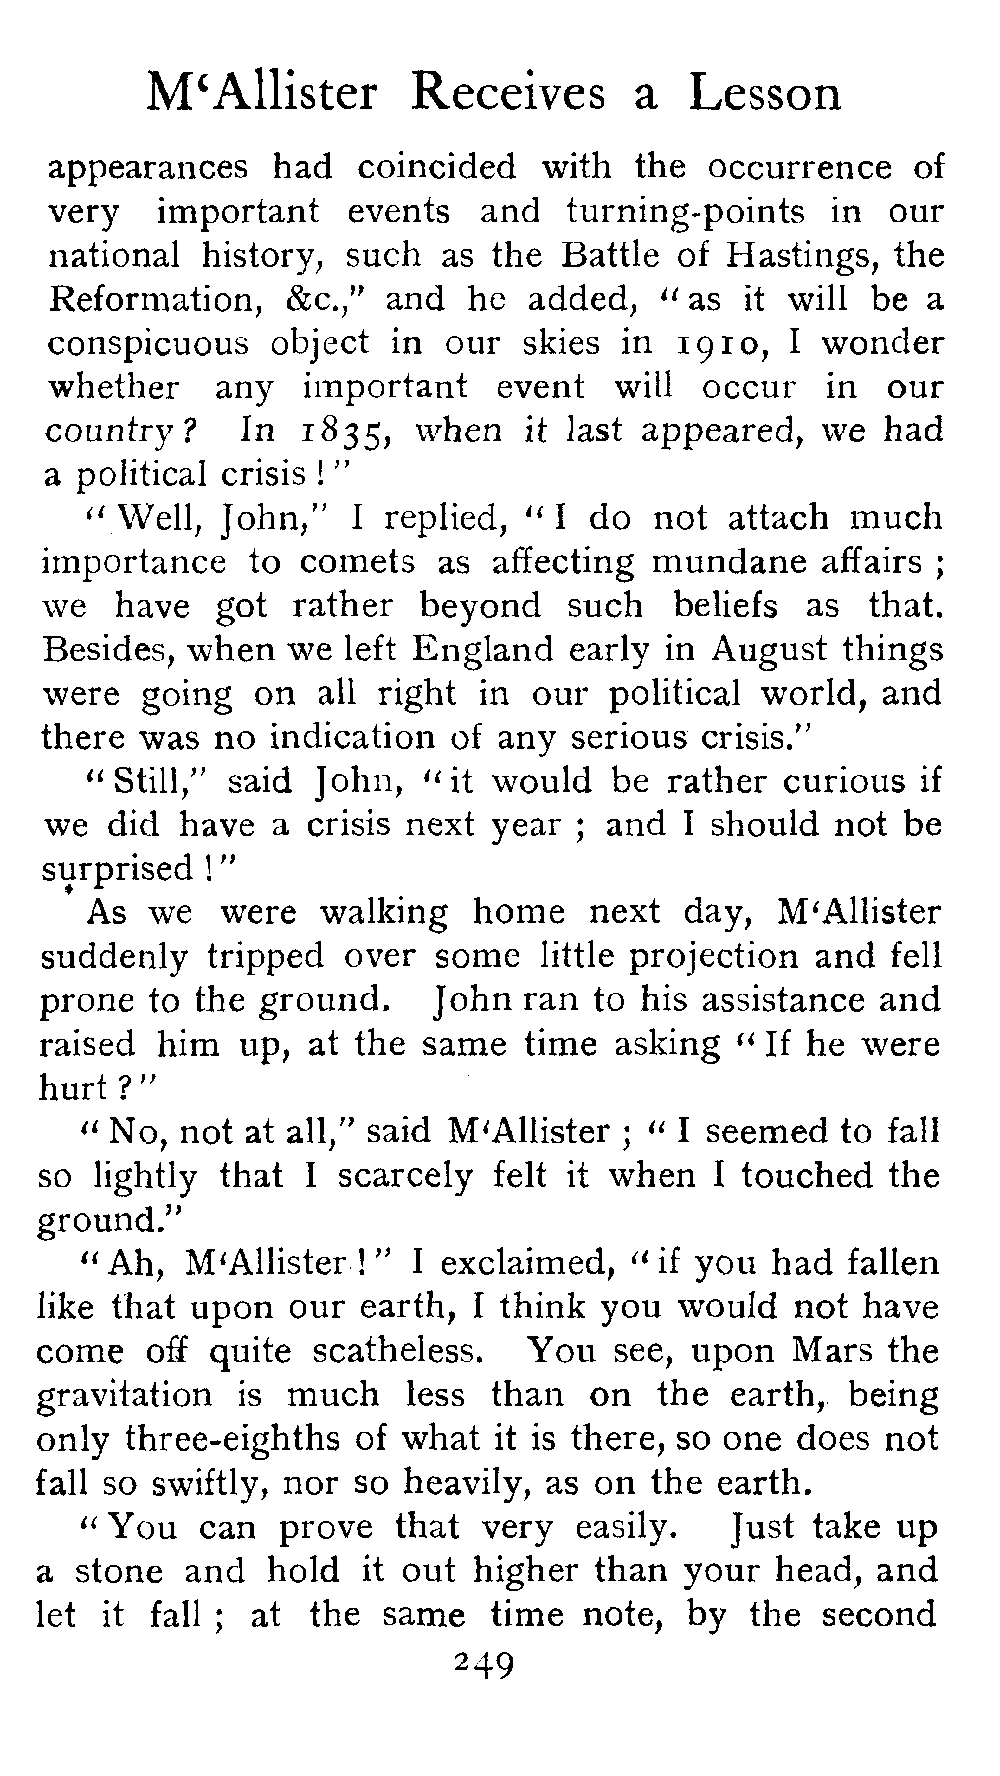 M‘Allister Receives a Lesson
appearances had coincided with the occurrence of
very important events and turning-points in our
national history, such as the Battle of Hastings, the
Reformation, &c.,” and he added, “as it will be a
conspicuous object in our skies in 1910, I wonder
whether any important event will occur in our
country? In 1835, when it last appeared, we had
a political crisis!”
“Well, John,” I replied, “I do not attach much
importance to comets as affecting mundane affairs;
we have got rather beyond such beliefs as that.
Besides, when we left England early in August things
were going on all right in our political world, and
there was no indication of any serious crisis.”
“Still,” said John, “it would be rather curious if
we did have a crisis next year; and I should not be
surprised!”
As we were walking home next day, M‘Allister
suddenly tripped over some little projection and fell
prone to the ground. John ran to his assistance and
raised him up, at the same time asking “If he were
hurt?”
“No, not at all,” said M‘Allister; “I seemed to fall
so lightly that I scarcely felt it when I touched the
ground.”
“Ah, M‘Allister!” I exclaimed, “if you had fallen
like that upon our earth, I think you would not have
come off quite scatheless. You see, upon Mars the
gravitation is much less than on the earth, being
only three-eighths of what it is there, so one does not
fall so swiftly, nor so heavily, as on the earth.
“You can prove that very easily. Just take up
a stone and hold it out higher than your head, and
let it fall; at the same time note, by the second
249